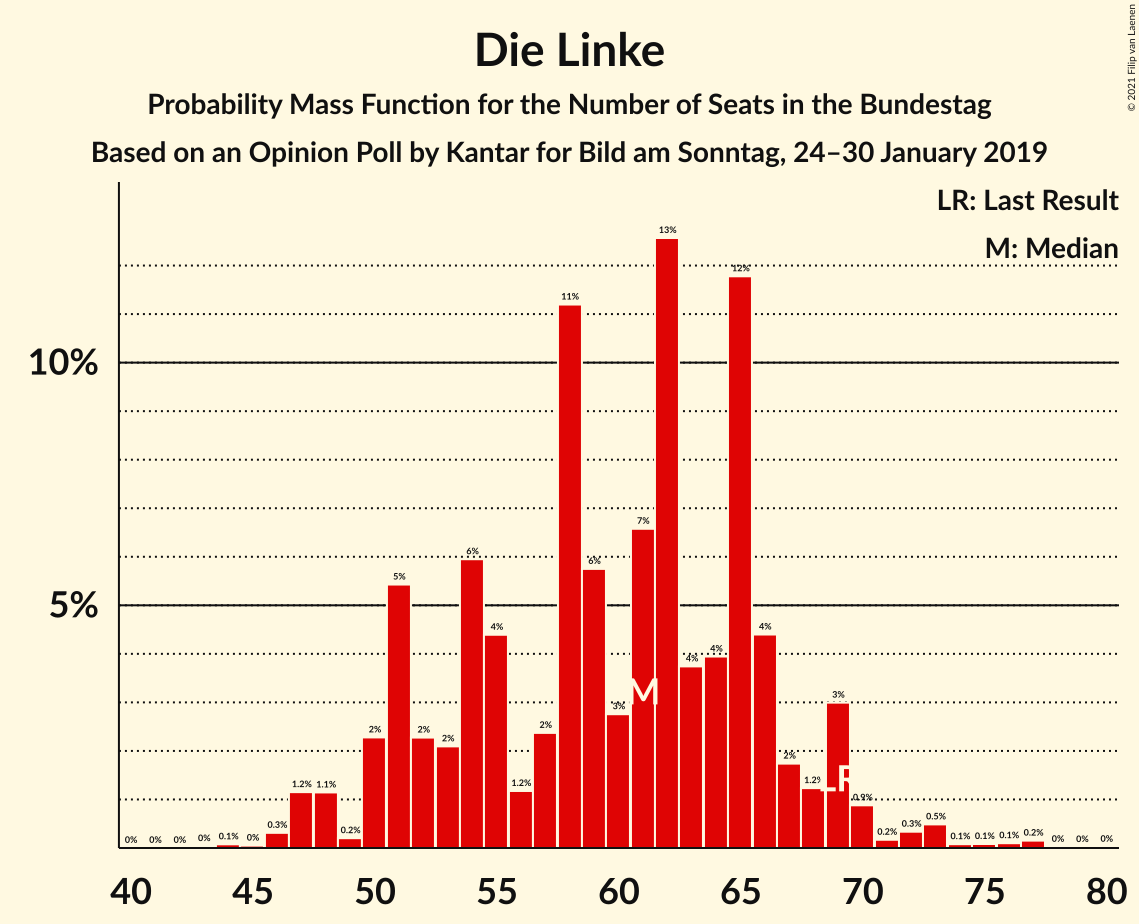 © 2021 Filip van Laenen
Die Linke
Probability Mass Function for the Number of Seats in the Bundestag
Based on an Opinion Poll by Kantar for Bild am Sonntag, 24–30 January 2019
LR: Last Result
M: Median
13%
12%
11%
10%
7%
6%
6%
5%
5%
4%
4%
4%
4%
M
3%
3%
2%
2%
2%
2%
2%
LR
1.2%
1.1%
1.2%
2%
1.2%
0.9%
0% 0% 0% 0% 0.1% 0% 0.3% 0.2% 0.2% 0.3% 0.5% 0.1% 0.1% 0.1% 0.2% 0% 0% 0%
40 45 50 55 60 65 70 75 80